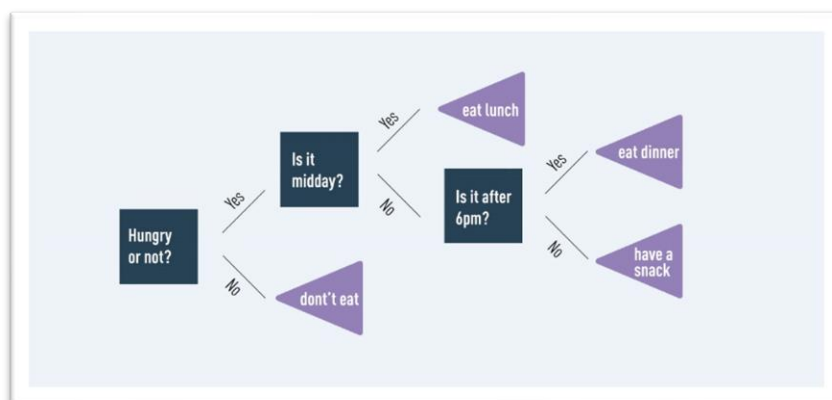 Hungry
or not?
Yes
No
Is it
midday?
dont't eat
Yes
No
eat lunch
Is it after
6pm?
Yes
No
eat dinner
have a
snack